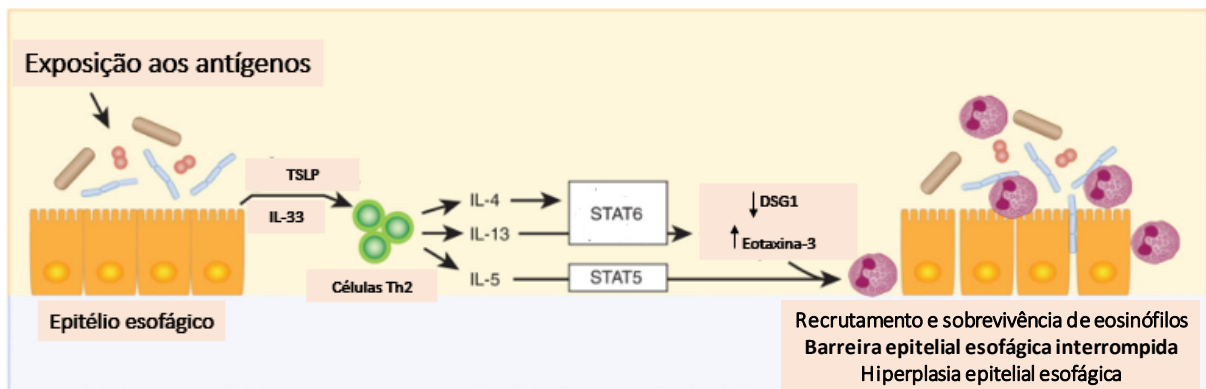 Exposição aos antígenos
TSLP
IL-33
Células Th2
IL-4
IL-13
IL-5
STAT6
STAT5
DSG1
Eotaxina-3
Epitélio esofágico
Recrutamento e sobrevivência de eosinófilos
Barreira epitelial esofágica interrompida
Hiperplasia epitelial esofágica